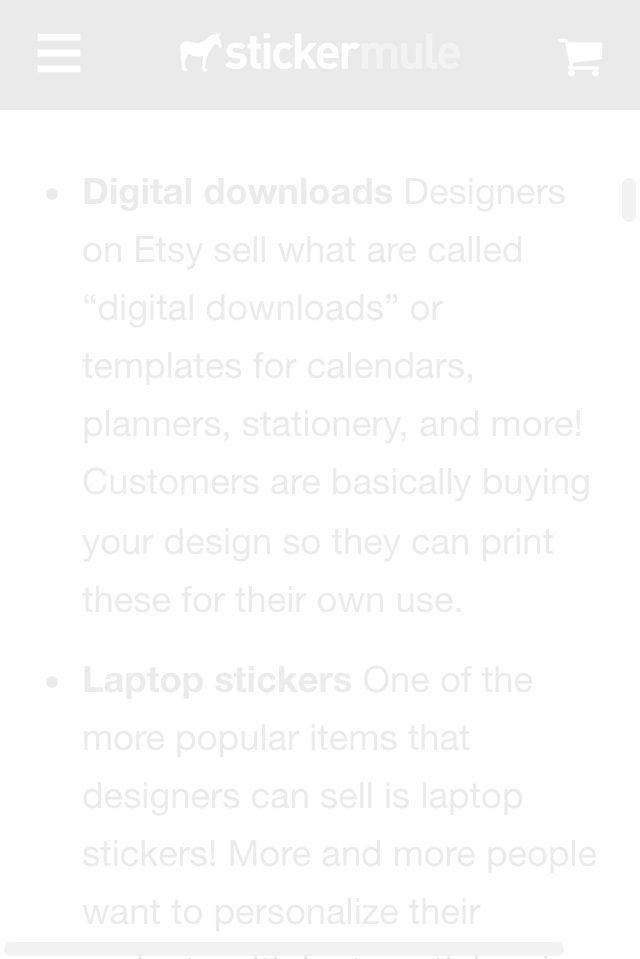 stickermule
• Digital downloads Designers
on Etsy sell what are called
“digital downloads” or
templates for calendars,
planners, stationery, and more!
Customers are basically buying
your design so they can print
these for their own use.
• Laptop stickers One of the
more popular items that
designers can sell is laptop
stickers! More and more people
want to personalize their